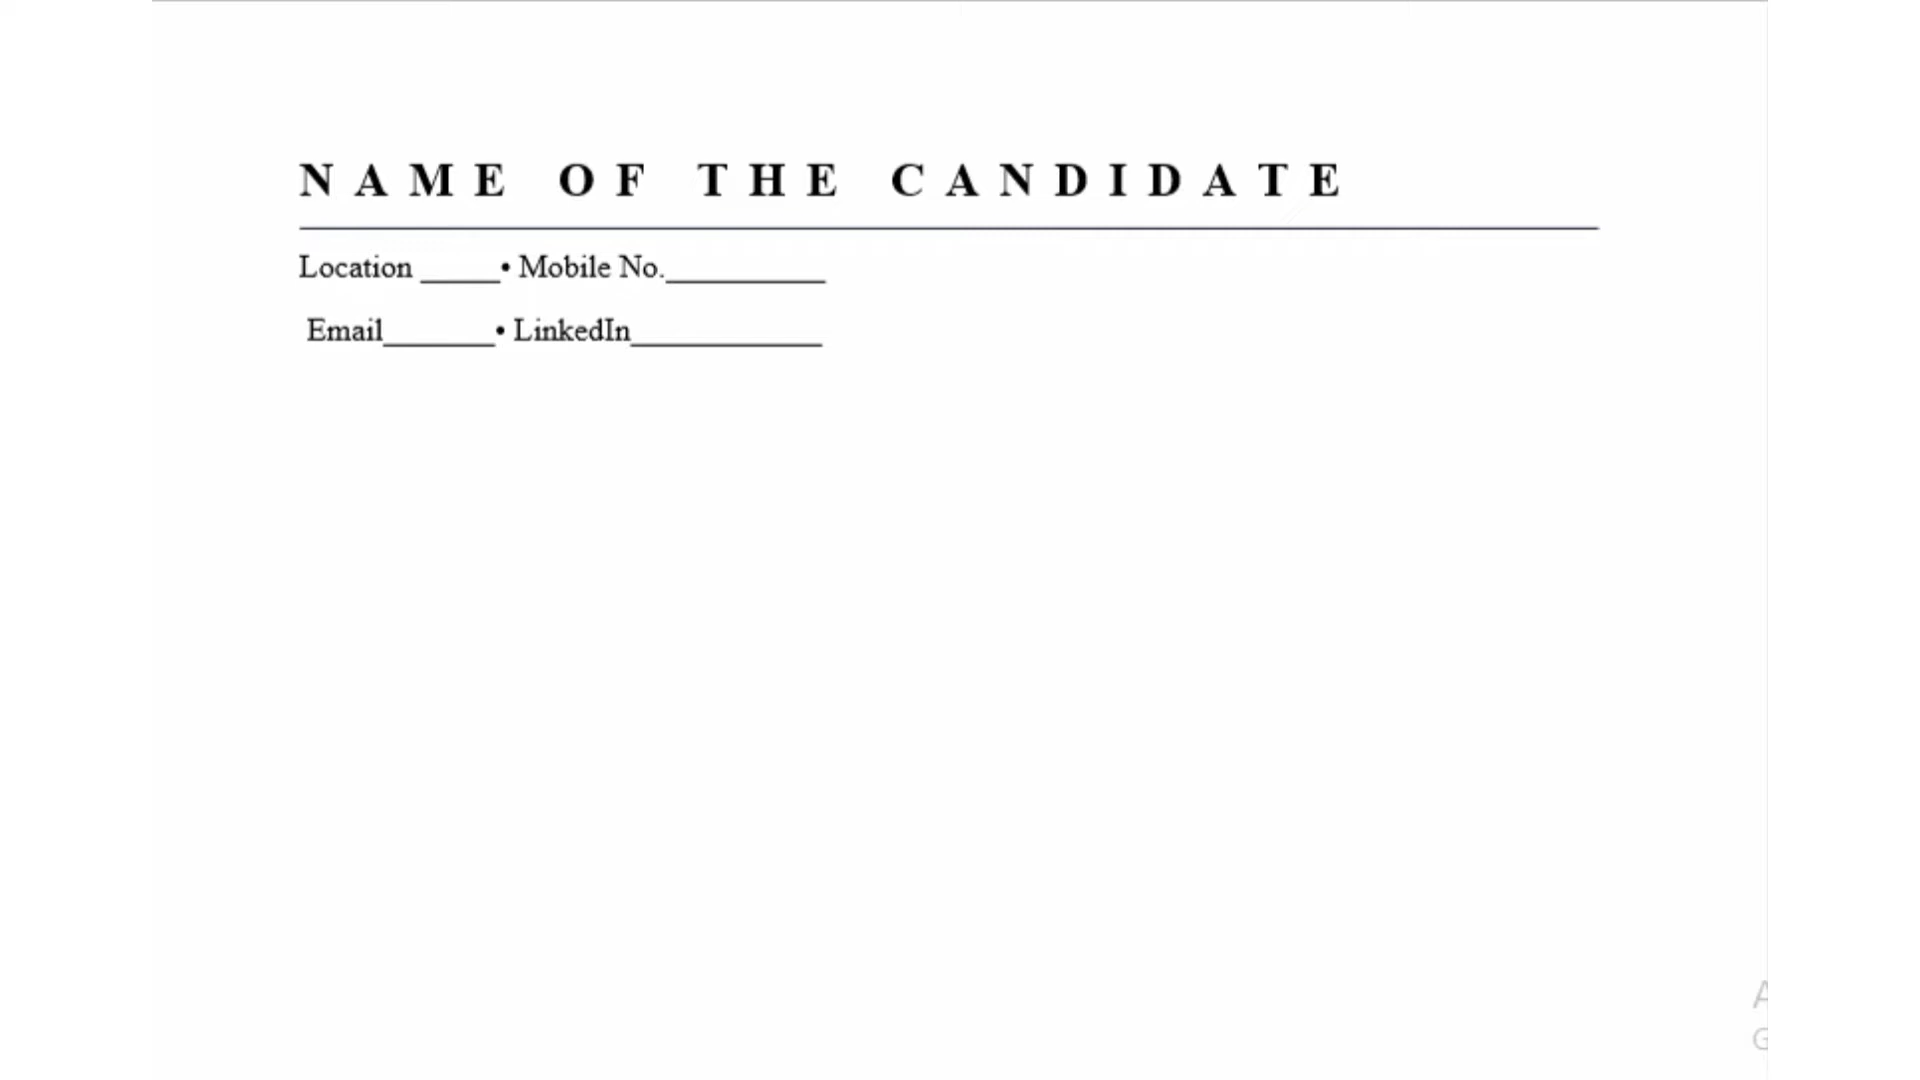 NAME OF THE CANDIDATE
Location _____• Mobile No.__________
Email_______• LinkedIn____________